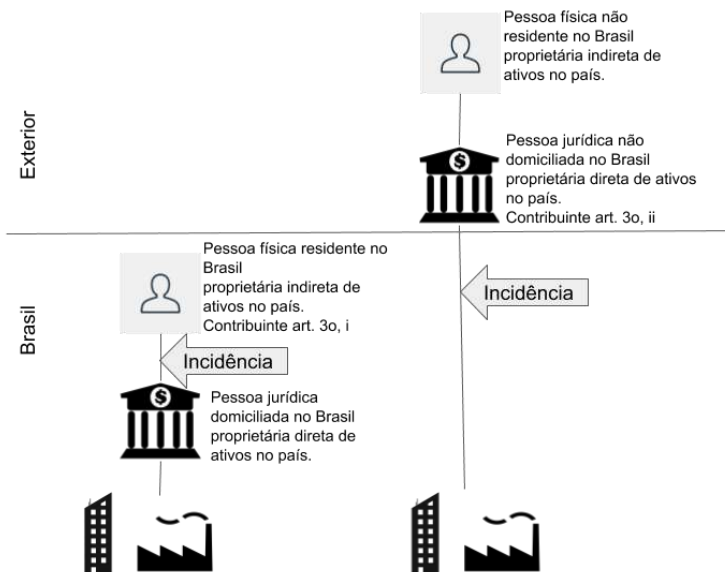 Pessoa física não
residente no Brasil
proprietária indireta de
ativos no país.
Exterior
Pessoa jurídica não
domiciliada no Brasil
proprietária direta de ativos
no país.
Contribuinte art. 3o, ii
Pessoa física residente no
Brasil
proprietária indireta de
ativos no país.
Contribuinte art. 3o, i
Incidência
Brasil
Incidência
Pessoa jurídica
domiciliada no Brasil
proprietária direta de
ativos no país.
$
$